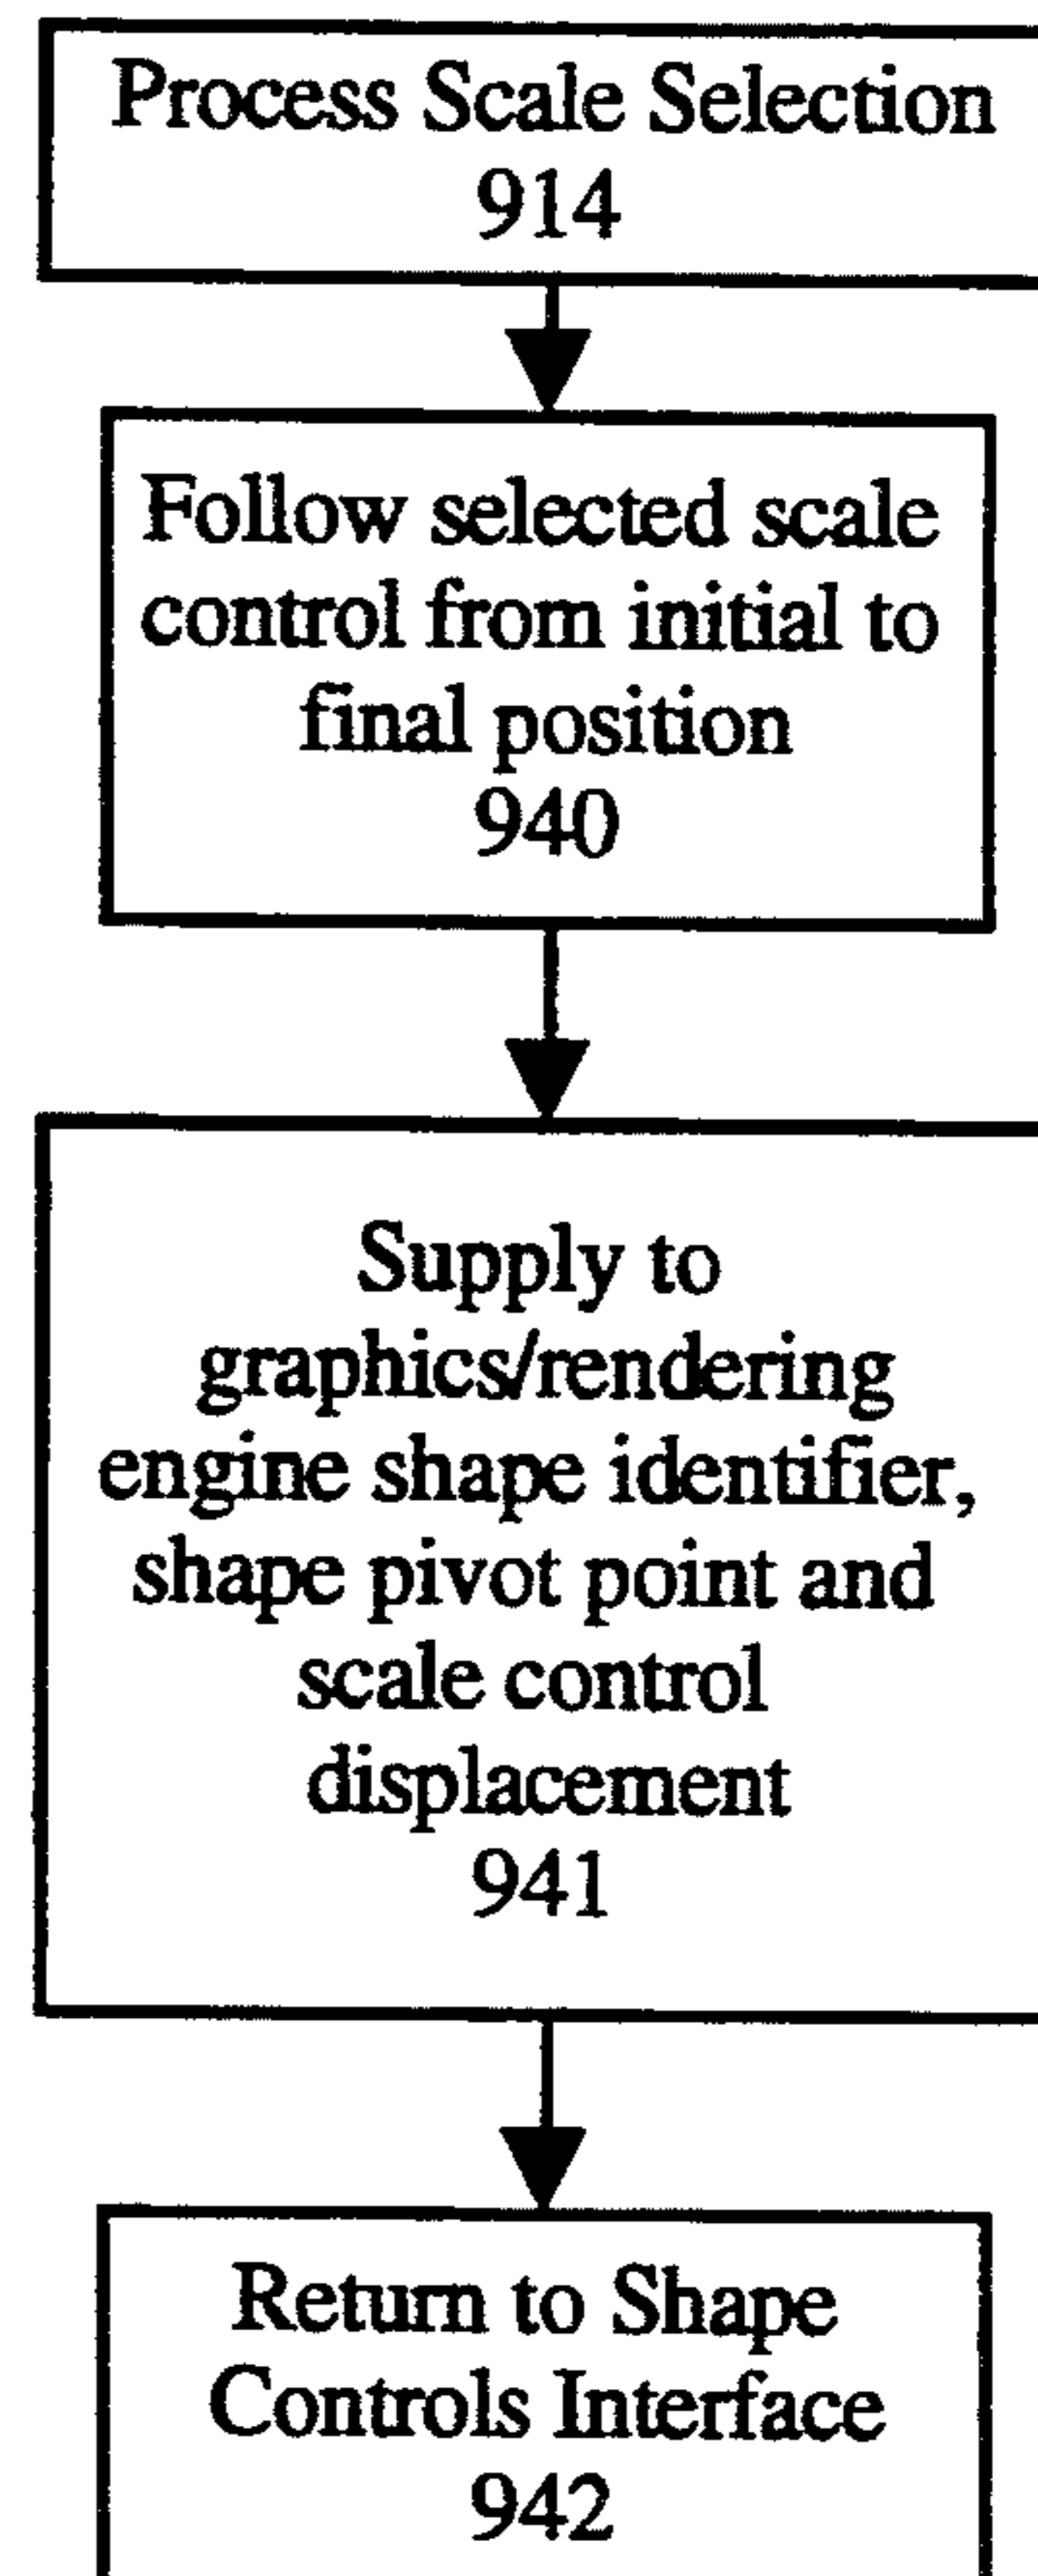 Process Scale Selection
914
Follow selected scale
control from initial to
final position
940
Supply to
graphics/rendering
engine shape identifier,
shape pivot point and
scale control
displacement
941
Return to Shape
Controls Interface
942